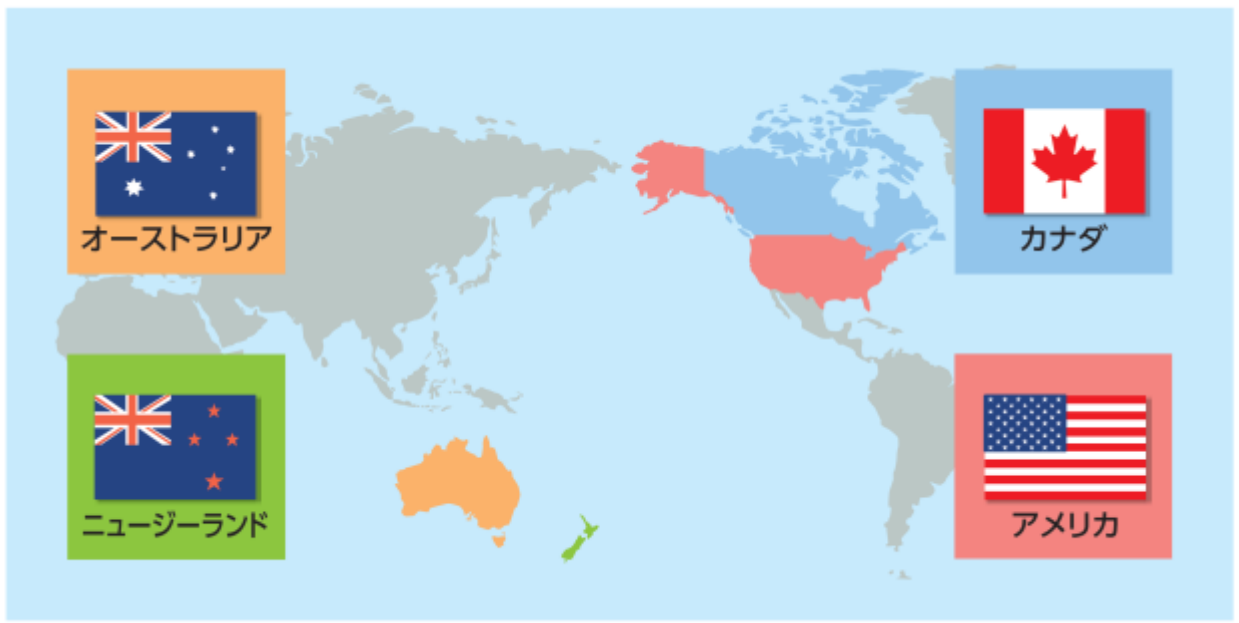 オーストラリア
カナダ
ニュージーランド
アメリカ